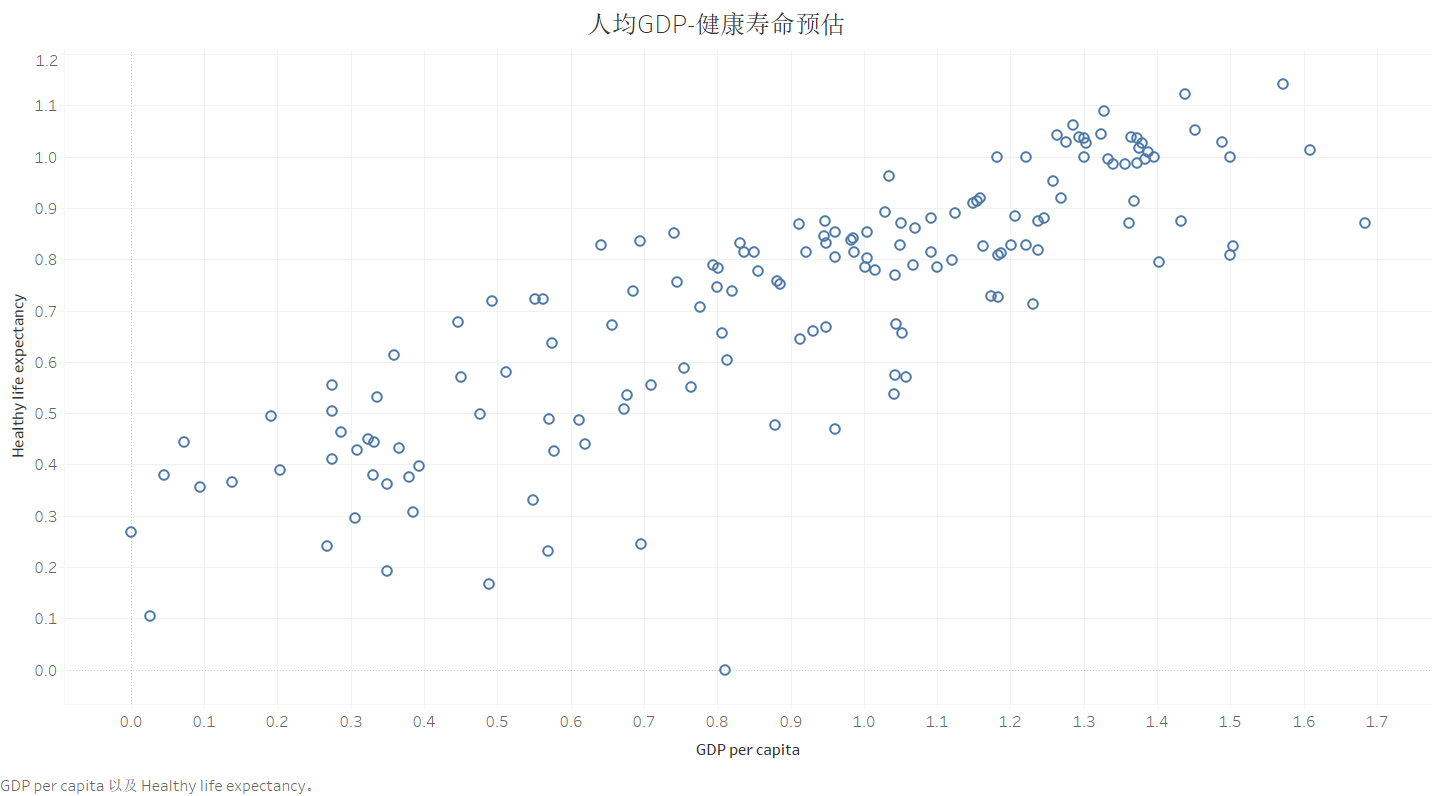 人均GDP-健康寿命预估
1.2
1.1
1.0
0.9
0.8
0.7
0.6
0.5
0.4
0.3
0.2
0.1
0.0
Healthy life expectancy
0.0 0.1 0.2 0.3 0.4 0.5 0.6 0.7 0.8 0.9 1.0 1.1 1.2 1.3 1.4 1.5 1.6 1.7
GDP per capita
GDP per capita 以及 Healthy life expectancy。